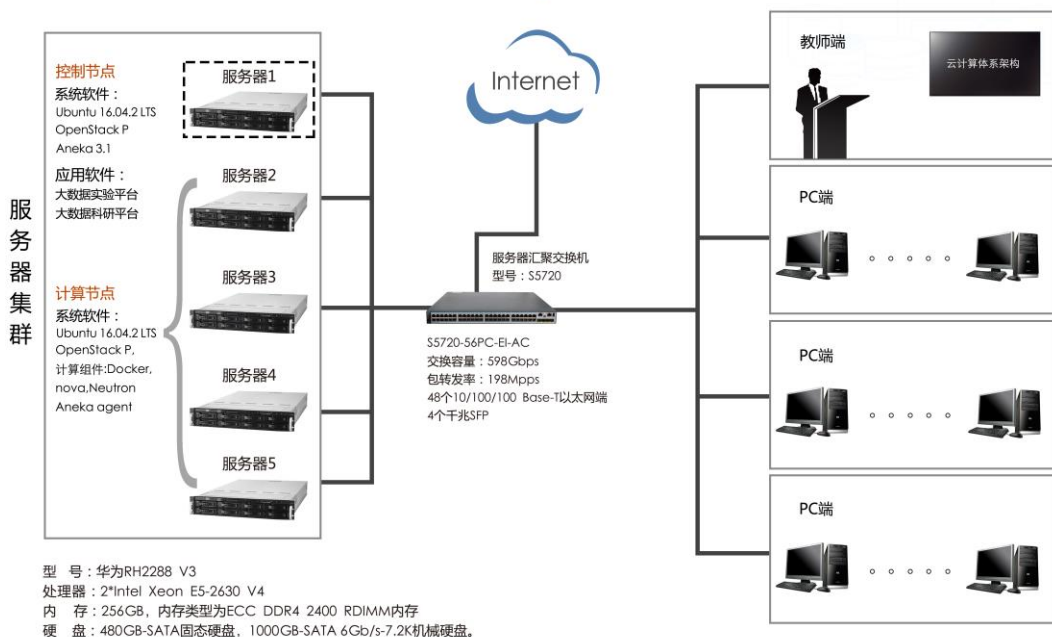 服务器集群
控制节点
系统软件：
Ubuntu 16.04.2 LTS
OpenStack P
Aneka 3.1
应用软件：
大数据实验平台
大数据科研平台
计算节点
系统软件：
Ubuntu 16.04.2 LTS
OpenStack P,
计算组件:Docker,
nova,Neutron
Aneka agent
服务器1
服务器2
服务器3
服务器4
服务器5
型 号：华为RH2288 V3
处理器：2*Intel Xeon E5-2630 V4
内 存：256GB，内存类型为ECC DDR4 2400 RDIMM内存
硬 盘：480GB-SATA固态硬盘，1000GB-SATA 6Gb/s-7.2K机械硬盘。
Internet
服务器汇聚交换机
型号：S5720
S5720-56PC-EI-AC
交换容量：598Gbps
包转发率：198Mpps
48个10/100/100 Base-T以太网端
4个千兆SFP
教师端
云计算体系架构
PC端
PC端
PC端